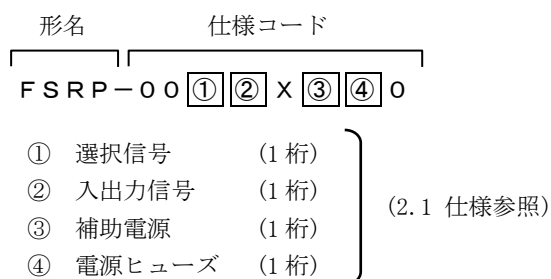 形名 仕様コード
FSRP-00①②X③④0
① 選択信号 (1桁)
② 入出力信号 (1桁)
③ 補助電源 (1桁)
④ 電源ヒューズ (1桁)
(2.1 仕様参照)